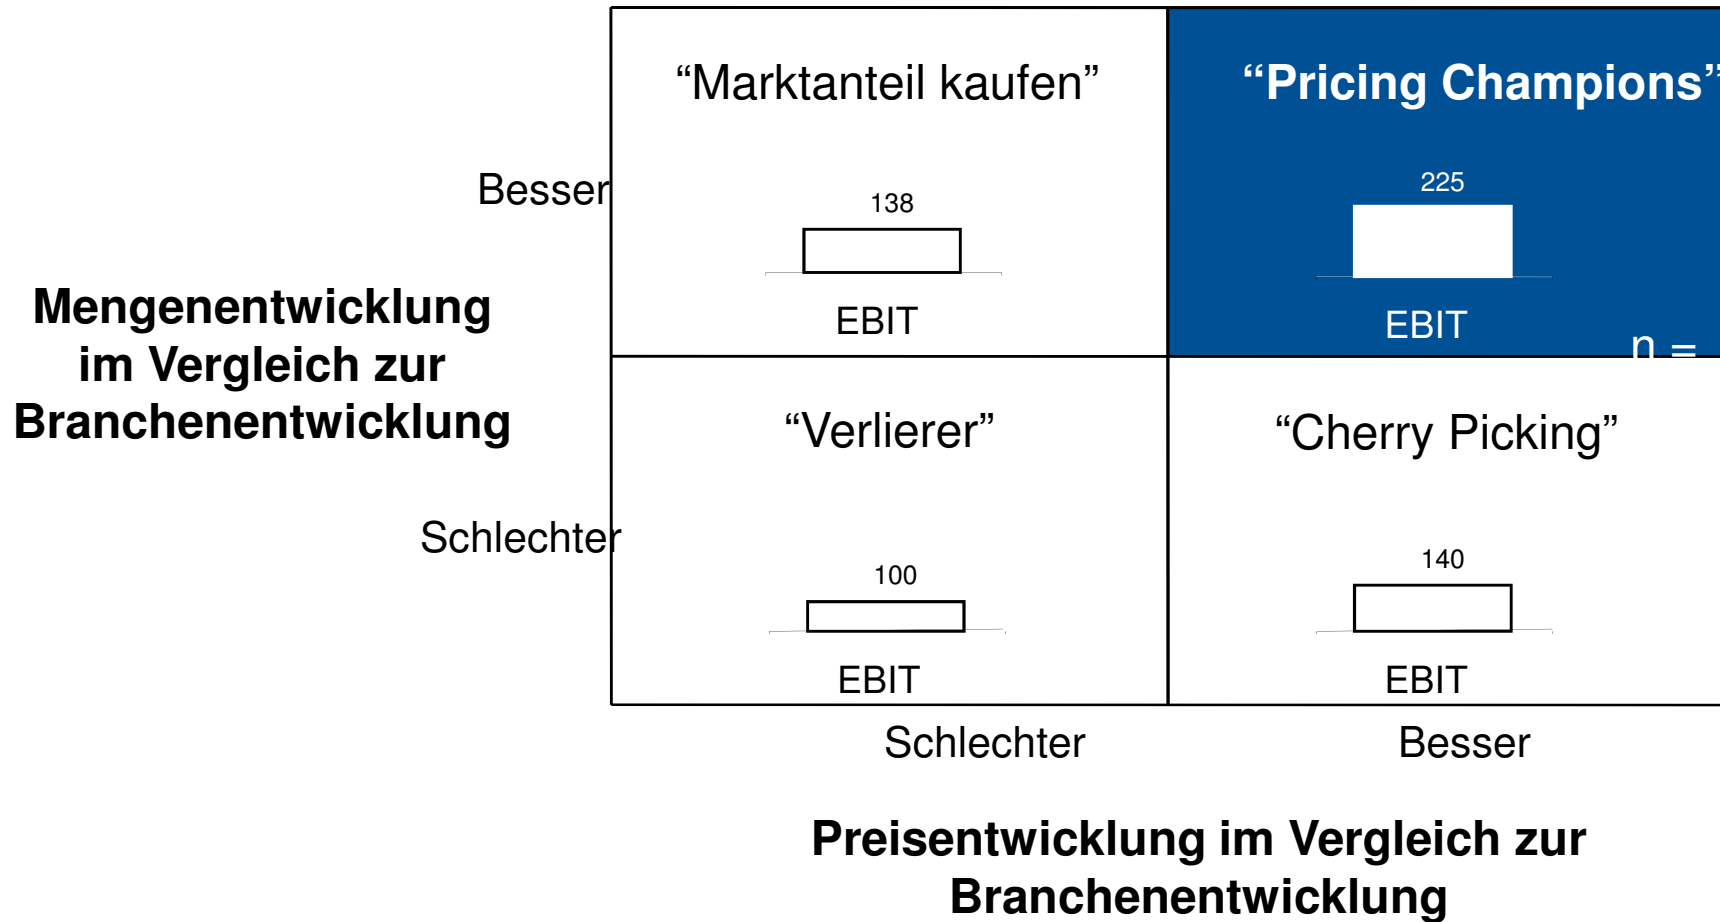 “Marktanteil kaufen”
“Pricing Champions”
Besser
138
225
EBIT
EBIT
n =
Mengenentwicklung
im Vergleich zur
Branchenentwicklung
“Verlierer”
“Cherry Picking”
Schlechter
100
140
EBIT
EBIT
Schlechter
Besser
Preisentwicklung im Vergleich zur
Branchenentwicklung